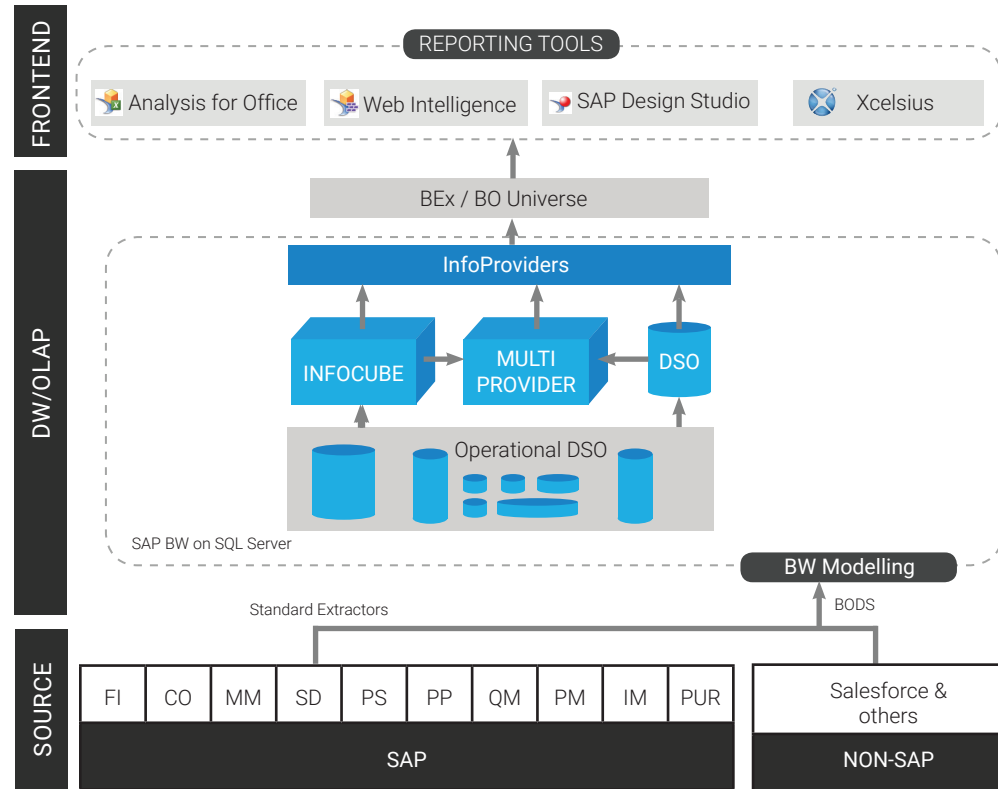 FRONTEND
REPORTING TOOLS
Analysis for Office
Web Intelligence
SAP Design Studio
Xcelsius
DW/OLAP
BEx / BO Universe
InfoProviders
INFOCUBE
MULTI
PROVIDER
DSO
Operational DSO
SAP BW on SQL Server
BW Modelling
Standard Extractors
BODS
SOURCE
FI
CO
MM
SD
PS
PP
QM
PM
IM
PUR
SAP
Salesforce &
others
NON-SAP